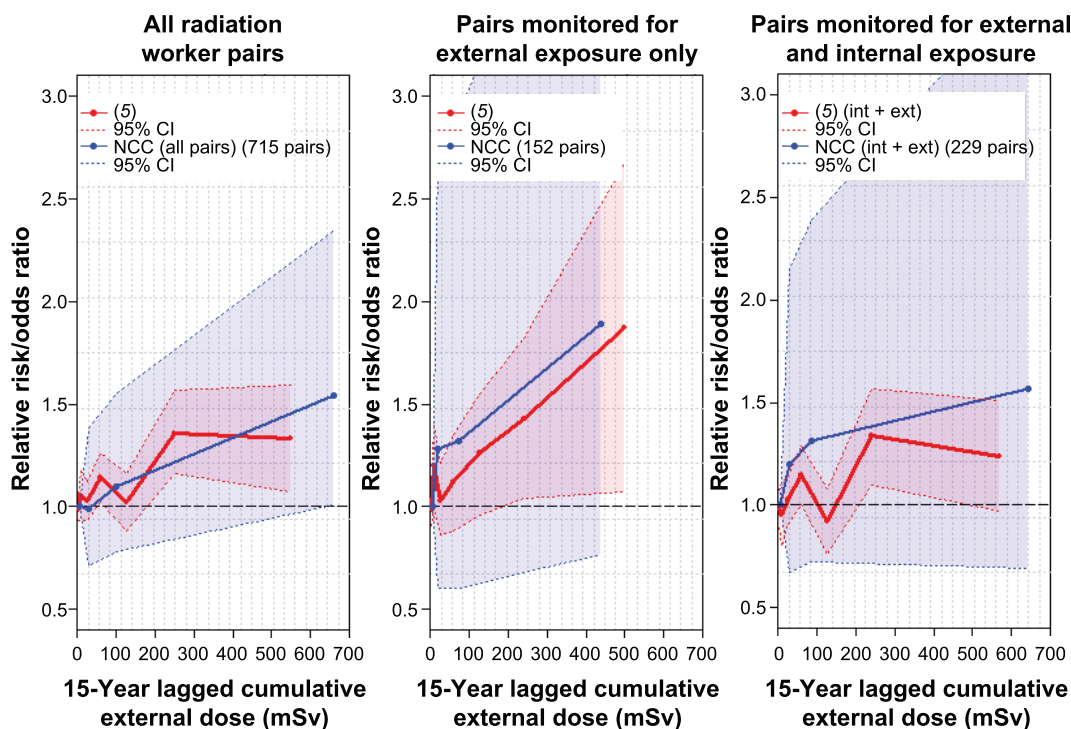 All radiation
worker pairs
Relative risk/odds ratio
3.0
2.5
2.0
1.5
1.0
0.5
(5)
95% CI
NCC (all pairs) (715 pairs)
95% CI
0 100 200 300 400 500 600 700
15-Year lagged cumulative
external dose (mSv)
Pairs monitored for
external exposure only
Relative risk/odds ratio
3.0
2.5
2.0
1.5
1.0
0.5
(5)
95% CI
NCC (152 pairs)
95% CI
0 100 200 300 400 500 600 700
15-Year lagged cumulative
external dose (mSv)
Pairs monitored for external
and internal exposure
Relative risk/odds ratio
3.0
2.5
2.0
1.5
1.0
0.5
(5) (int + ext)
95% CI
NCC (int + ext) (229 pairs)
95% CI
0 100 200 300 400 500 600 700
15-Year lagged cumulative
external dose (mSv)